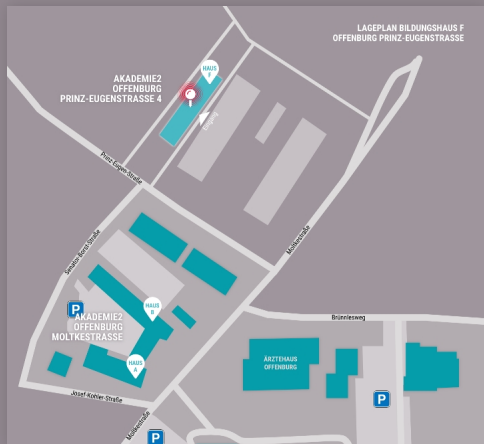 LAGEPLAN BILDUNGSHAUS F
OFFENBURG PRINZ-EUGENSTRASSE
HAUS
F
AKADEMIE2
OFFENBURG
PRINZ-EUGENSTRASSE 4
Eingang
Prinz-Eugen-Straße
Moltkestraße
Senator-Borst-Straße
P
HAUS
B
AKADEMIE2
OFFENBURG
MOLTKESTRASSE
Brünnlesweg
HAUS
A
ÄRZTEHAUS
OFFENBURG
Josef-Kohler-Straße
P
Moltkestraße
P